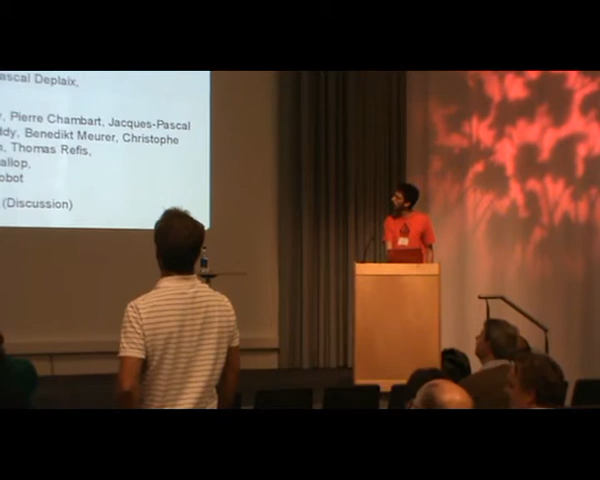 ascal Deplaix,
, Pierre Chambart, Jacques-Pascal
ddy, Benedikt Meurer, Christophe
, Thomas Refis,
allop,
obot
(Discussion)